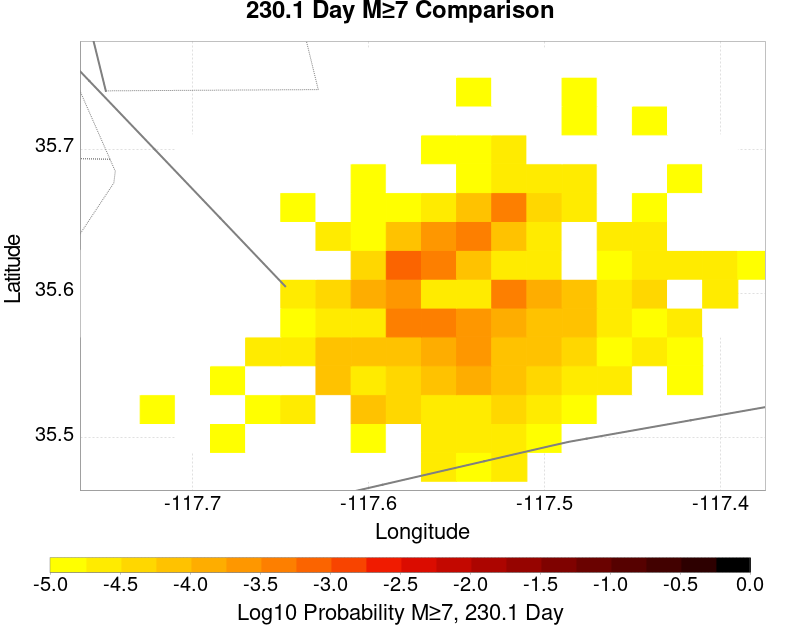 230.1 Day M≥7 Comparison
35.7
35.6
35.5
Latitude
-117.7 -117.6 -117.5 -117.4
Longitude
-5.0 -4.5 -4.0 -3.5 -3.0 -2.5 -2.0 -1.5 -1.0 -0.5 0.0
Log10 Probability M≥7, 230.1 Day